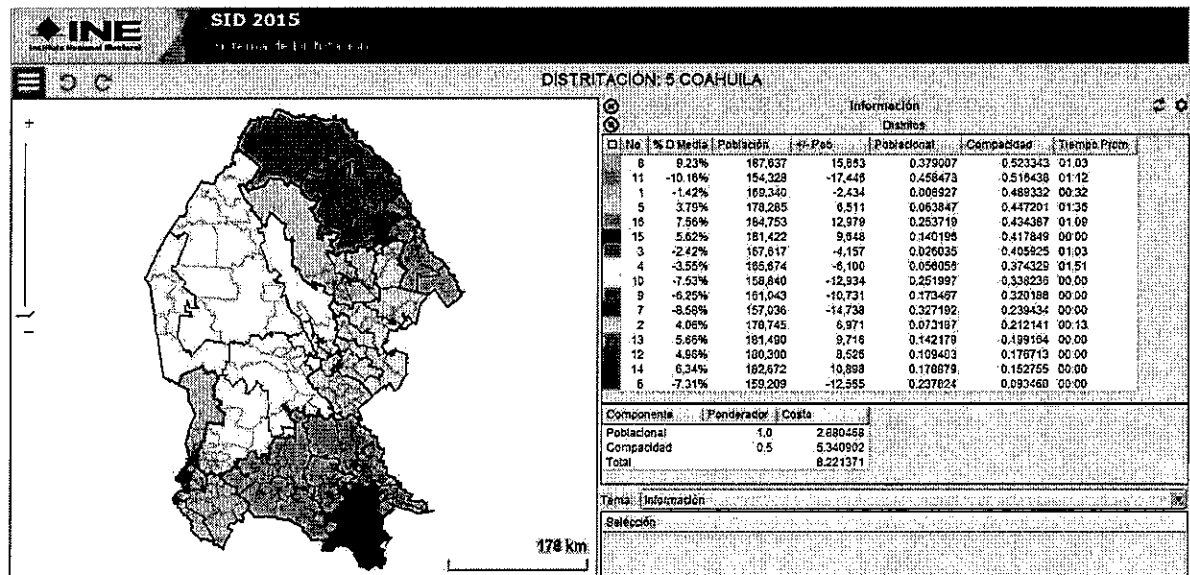 INE
Instituto Nacional Electoral
SID 2015
DISTRITACIÓN: 5 COAHUILA
Información
Distritos
No % D Media Población +/- Pob Poblacional Compacidad Tiempo Prom
8 9.23% 187,637 15,863 0.379007 0.523343 01:03
11 -10.16% 154,328 -17,446 0.458473 0.516438 01:12
1 -1.42% 169,340 -2,434 0.008927 0.489332 00:32
5 3.79% 178,285 6,511 0.063847 0.447201 01:36
16 7.56% 184,753 12,979 0.253719 0.434387 01:09
15 5.62% 181,422 9,648 0.140196 0.417849 00:00
3 -2.42% 167,617 -4,157 0.026035 0.405925 01:03
4 -3.55% 165,674 -6,100 0.056056 0.374329 01:51
10 -7.53% 158,840 -12,934 0.251997 0.338236 00:00
9 -6.25% 161,043 -10,731 0.173467 0.320188 00:00
7 -8.58% 157,036 -14,738 0.327192 0.239434 00:00
2 4.06% 178,745 6,971 0.073187 0.212141 00:13
13 5.66% 181,490 9,716 0.142179 0.199164 00:00
12 4.96% 180,300 8,526 0.109483 0.176713 00:00
14 6.34% 182,672 10,898 0.178879 0.152755 00:00
6 -7.31% 159,209 -12,565 0.237824 0.093468 00:00
Componente Ponderador Costo
Poblacional 1.0 2.880468
Compacidad 0.5 5.340902
Total 8.221371
Tema: Información
Selección
178 km